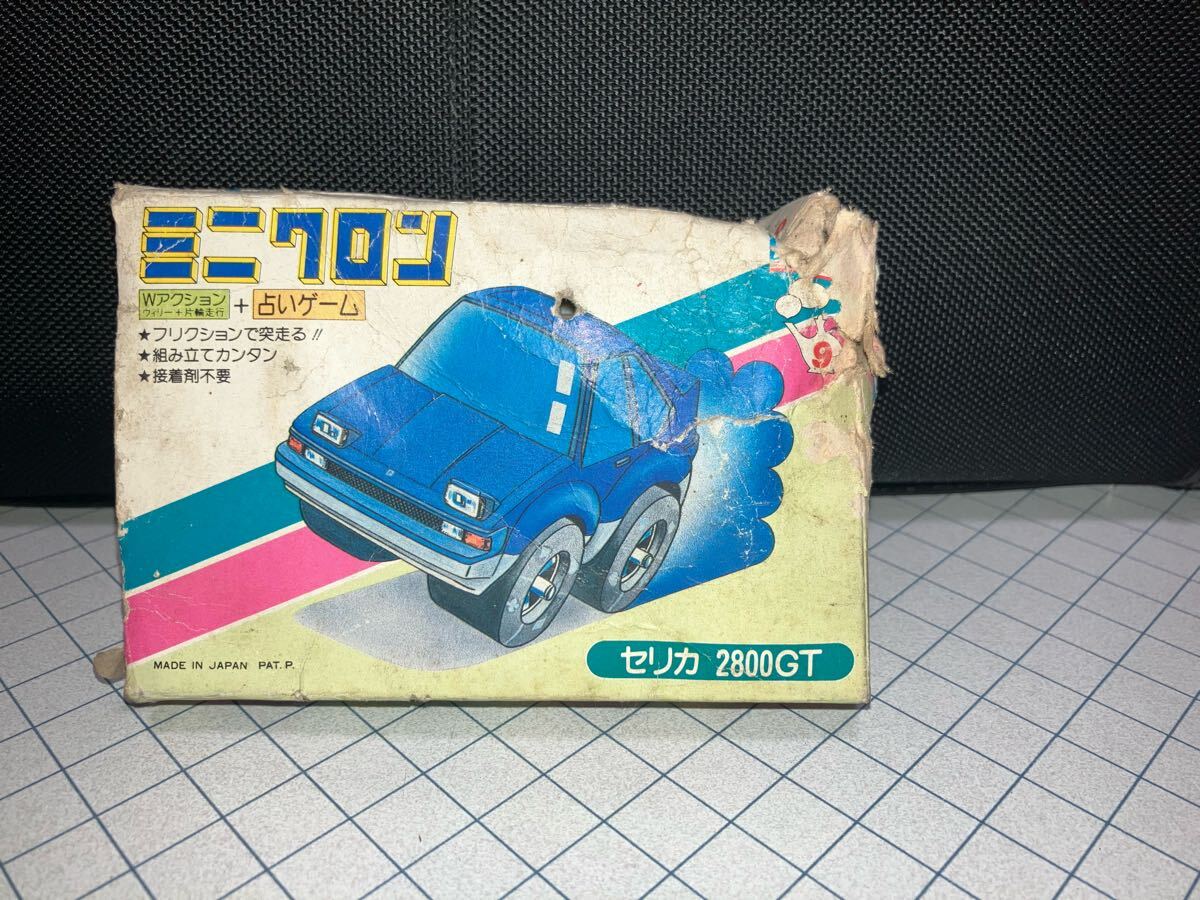 ミニクロン
Wアクション
ウィリー+片輪走行
+
占いゲーム
★フリクションで突走る!!
★組み立てカンタン
★接着剤不要
9
MADE IN JAPAN PAT. P.
セリカ 2800GT